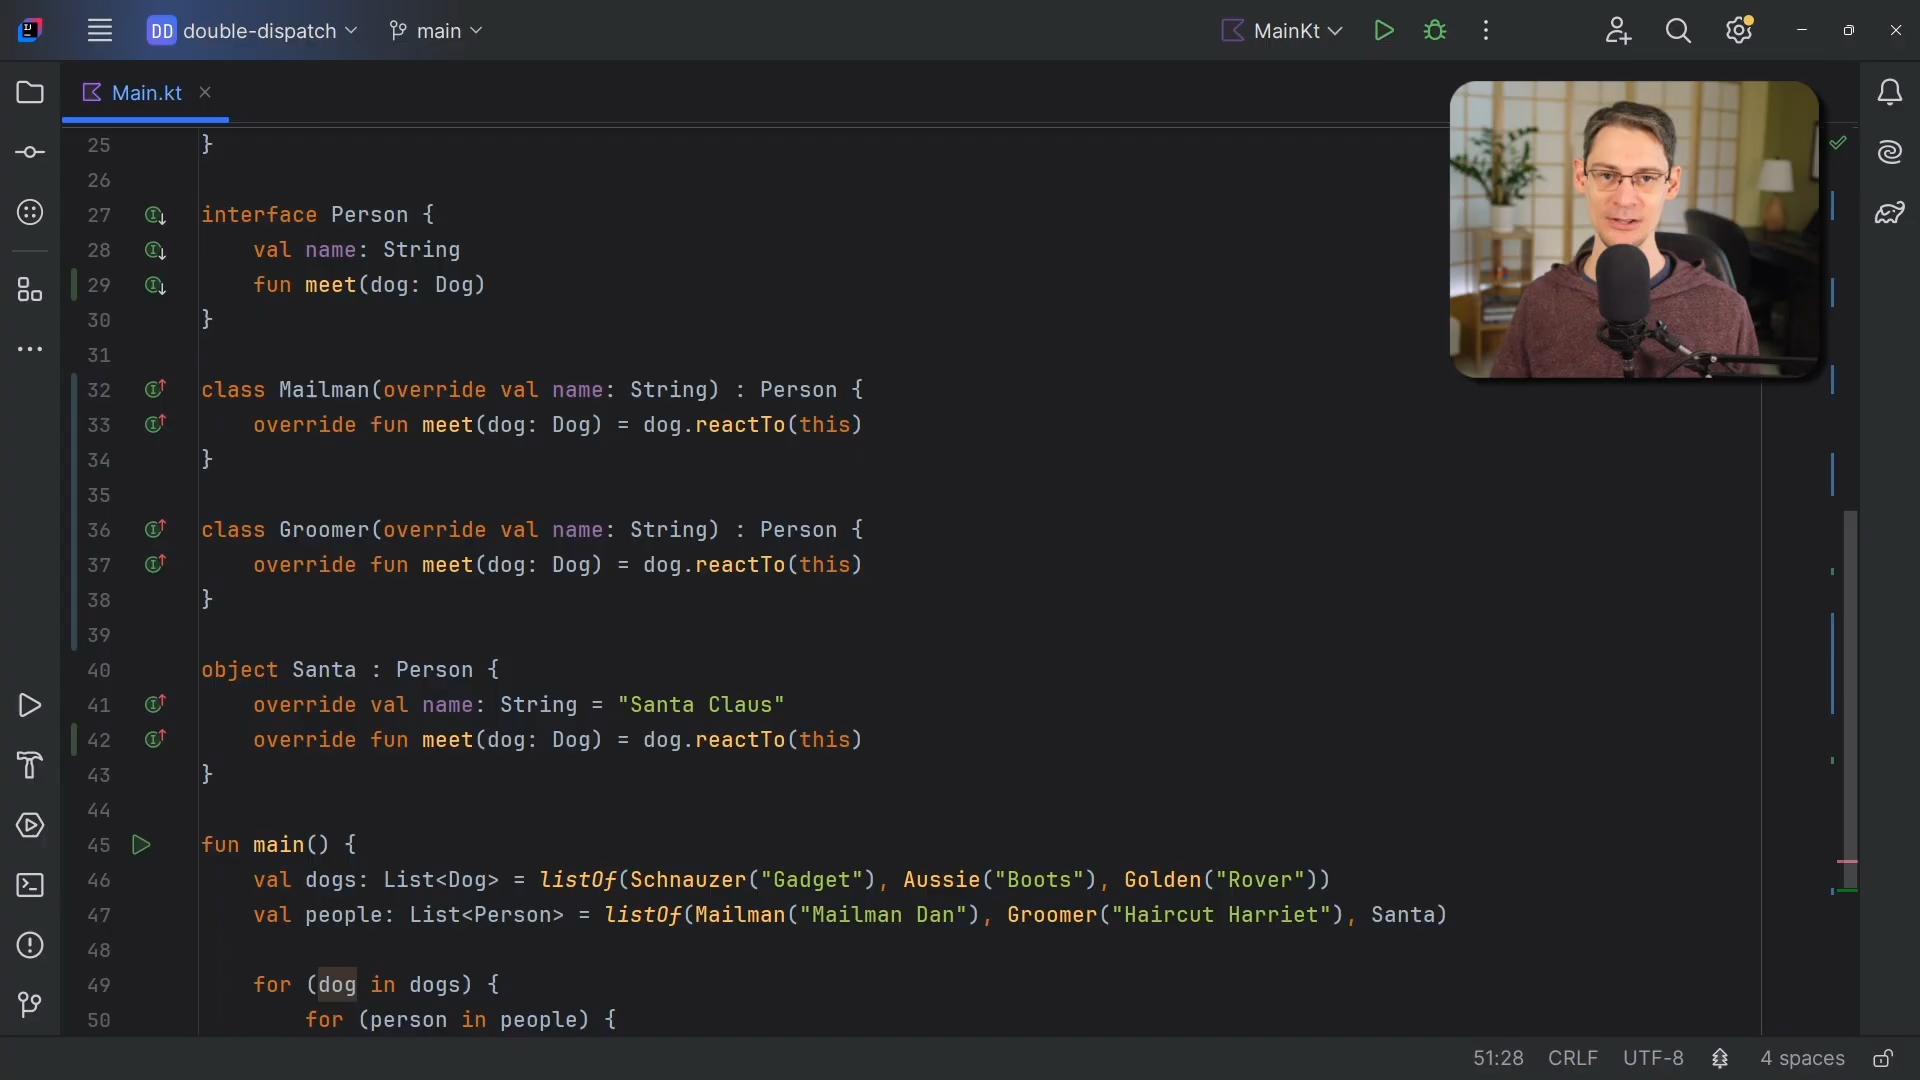 DD double-dispatch main MainKt
Main.kt
25 }
26
27 interface Person {
28 val name: String
29 fun meet(dog: Dog)
30 }
31
32 class Mailman(override val name: String) : Person {
33 override fun meet(dog: Dog) = dog.reactTo(this)
34 }
35
36 class Groomer(override val name: String) : Person {
37 override fun meet(dog: Dog) = dog.reactTo(this)
38 }
39
40 object Santa : Person {
41 override val name: String = "Santa Claus"
42 override fun meet(dog: Dog) = dog.reactTo(this)
43 }
44
45 fun main() {
46 val dogs: List<Dog> = listOf(Schnauzer("Gadget"), Aussie("Boots"), Golden("Rover"))
47 val people: List<Person> = listOf(Mailman("Mailman Dan"), Groomer("Haircut Harriet"), Santa)
48
49 for (dog in dogs) {
50 for (person in people) {
51:28 CRLF UTF-8 4 spaces